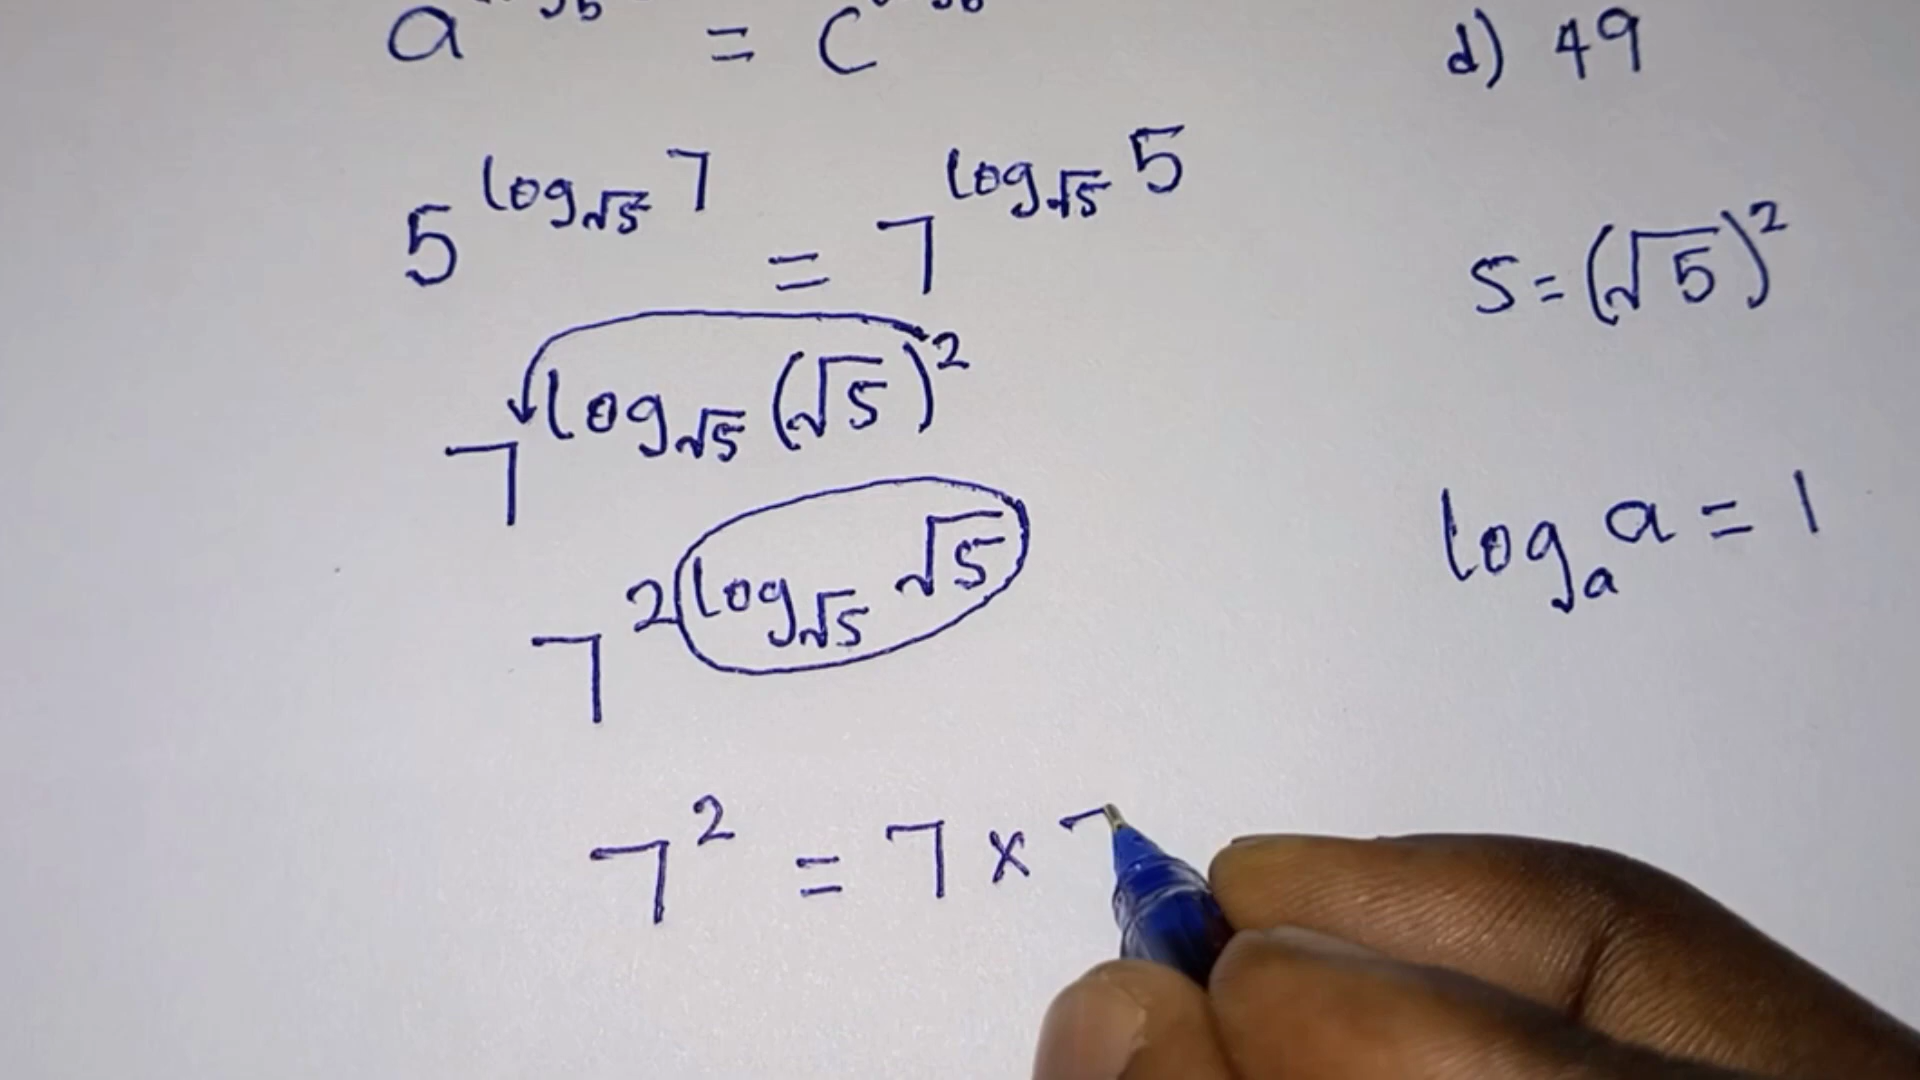 a = c
d) 49
5^{log_{√5} 7} = 7^{log_{√5} 5}
5 = (√5)^2
7^{log_{√5} (√5)^2}
log_a a = 1
7^{2 log_{√5} √5}
7^2 = 7 ×